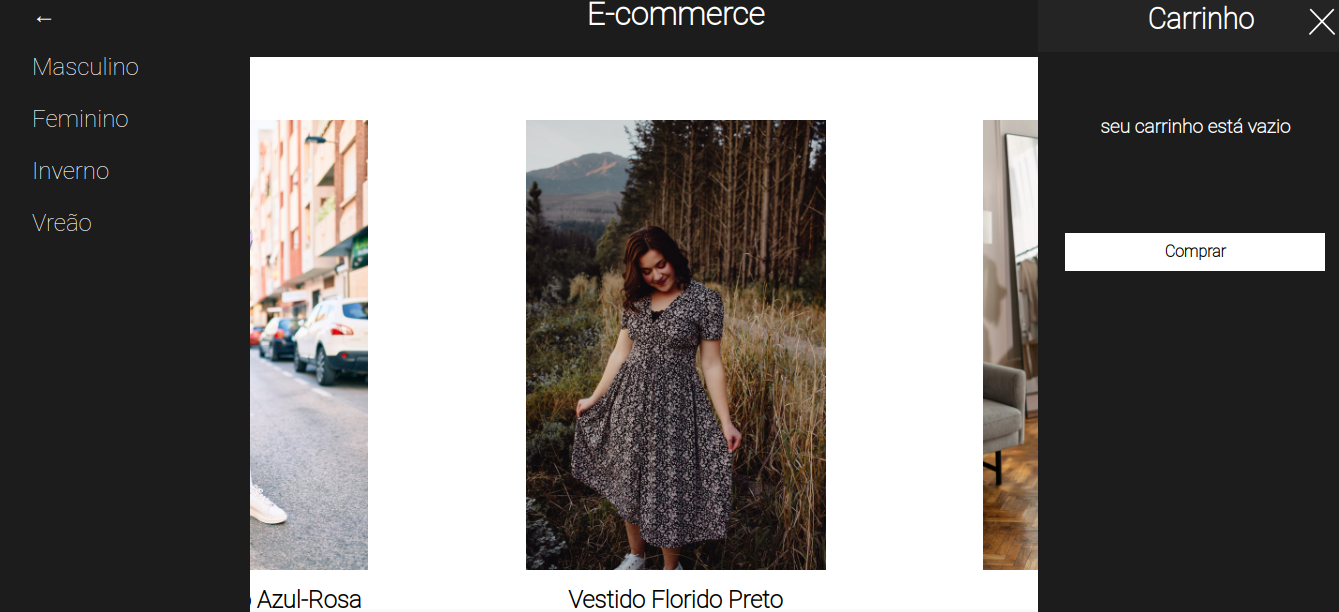 ←
E-commerce
Carrinho
Masculino
Feminino
Inverno
Vreão
seu carrinho está vazio
Comprar
Azul-Rosa
Vestido Florido Preto